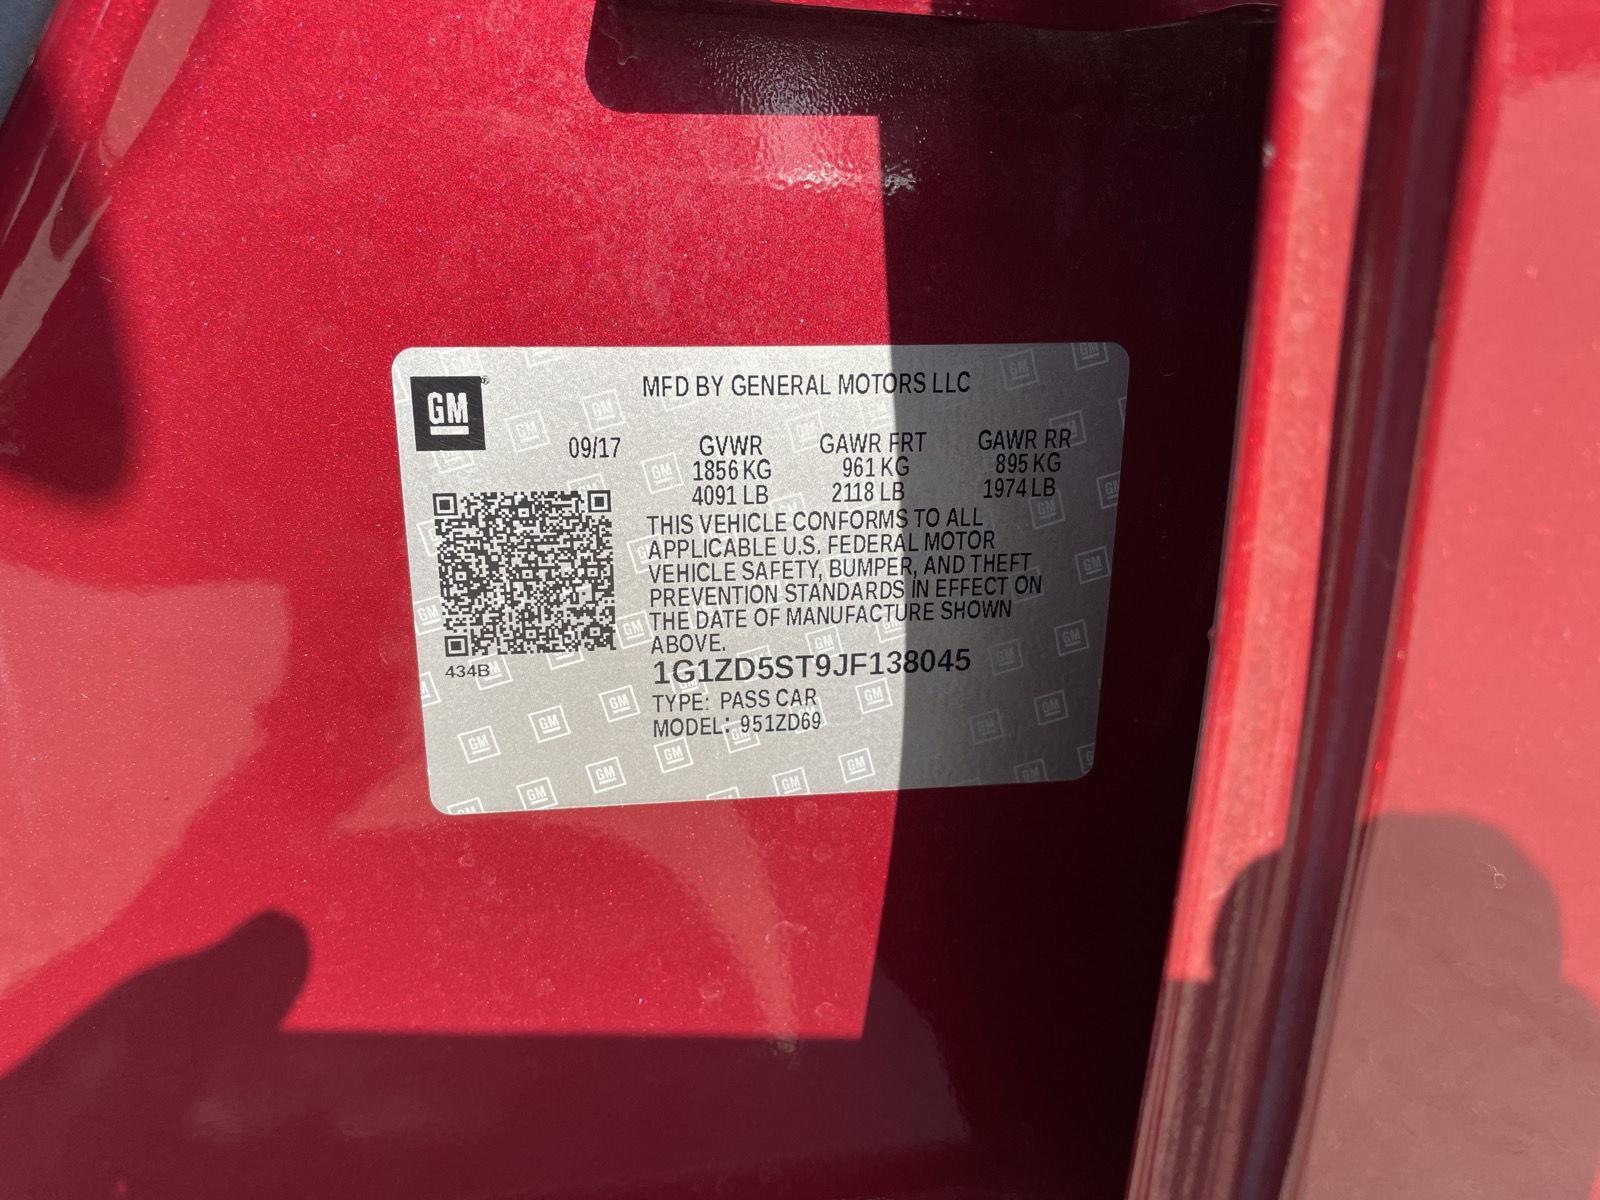 GM
MFD BY GENERAL MOTORS LLC
09/17
GVWR GAWR FRT GAWR RR
1856 KG 961 KG 895 KG
4091 LB 2118 LB 1974 LB
THIS VEHICLE CONFORMS TO ALL
APPLICABLE U.S. FEDERAL MOTOR
VEHICLE SAFETY, BUMPER, AND THEFT
PREVENTION STANDARDS IN EFFECT ON
THE DATE OF MANUFACTURE SHOWN
ABOVE.
434B
1G1ZD5ST9JF138045
TYPE: PASS CAR
MODEL: 951ZD69